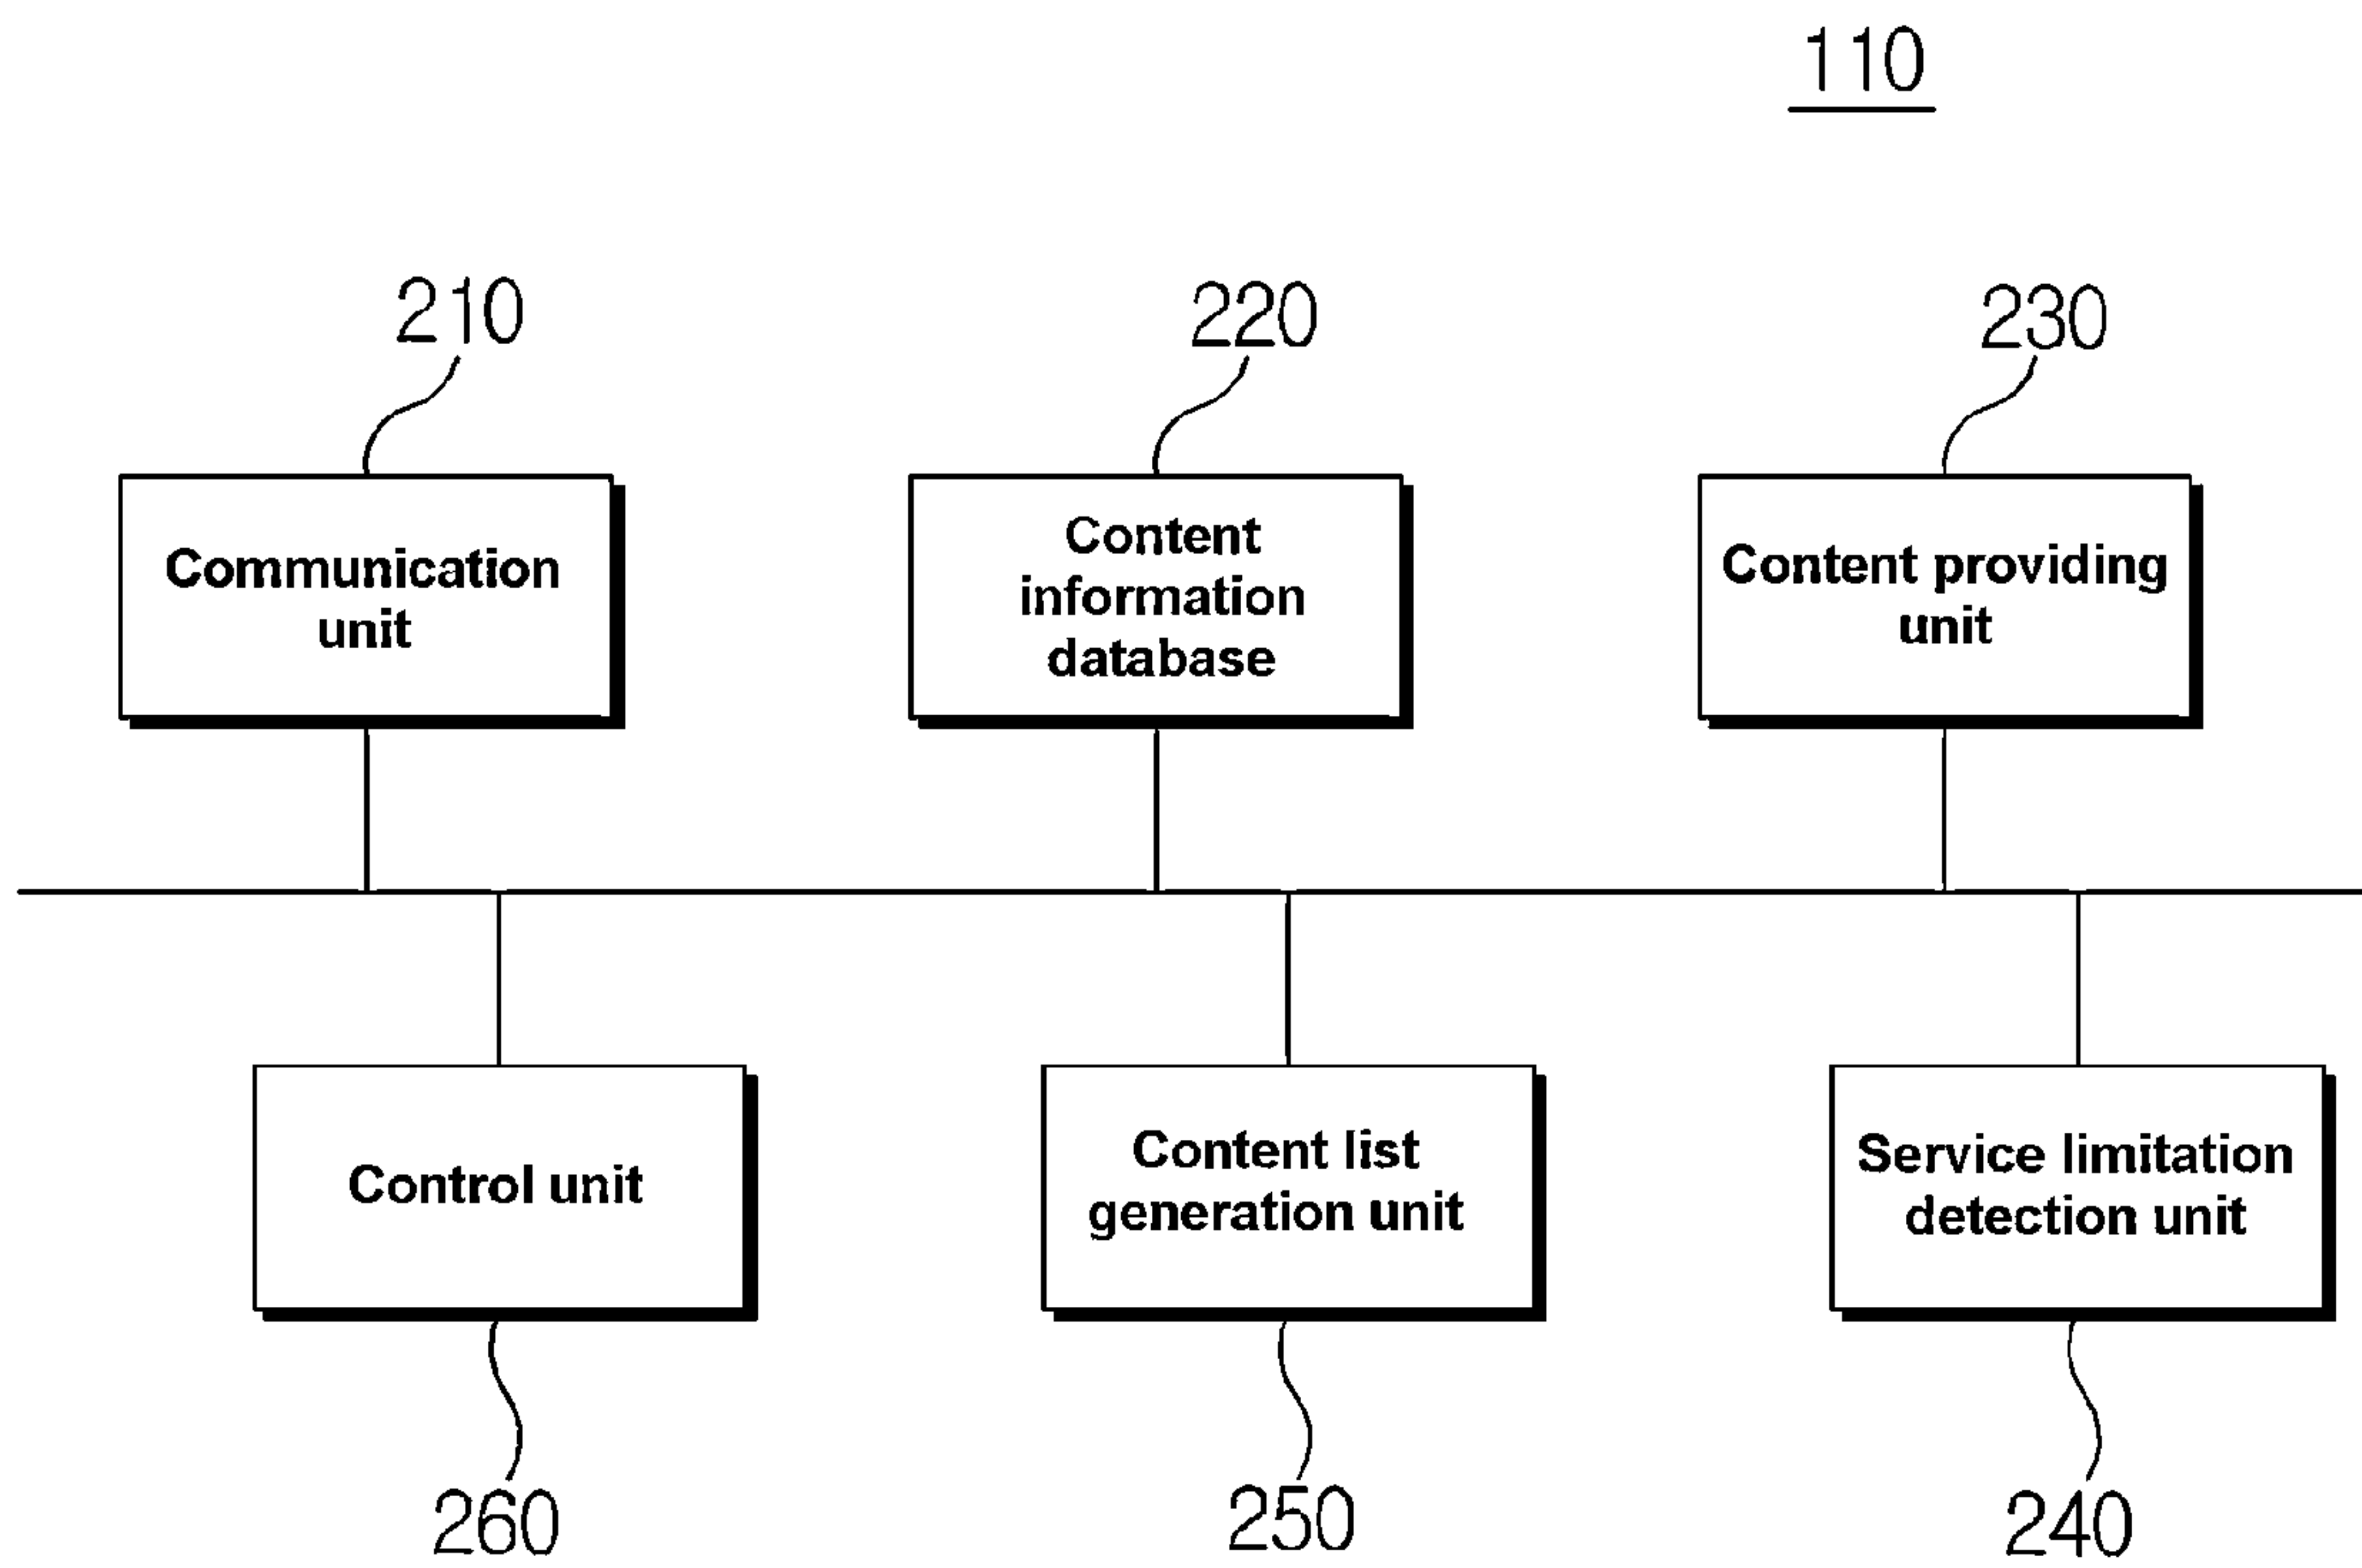 110
210
220
230
Communication
unit
Content
information
database
Content providing
unit
Control unit
Content list
generation unit
Service limitation
detection unit
260
250
240